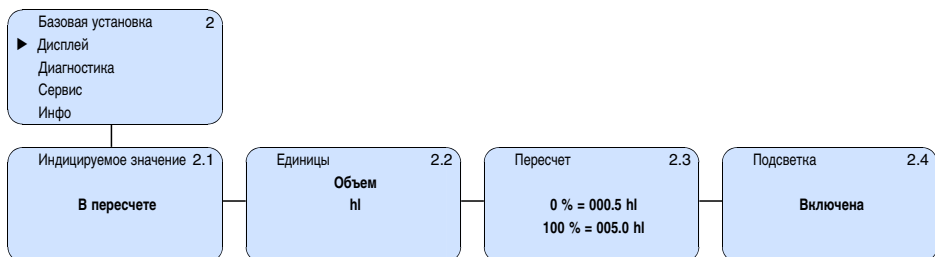 Базовая установка 2
▶ Дисплей
Диагностика
Сервис
Инфо
Индицируемое значение 2.1
В пересчете
Единицы 2.2
Объем
hl
Пересчет 2.3
0 % = 000.5 hl
100 % = 005.0 hl
Подсветка 2.4
Включена